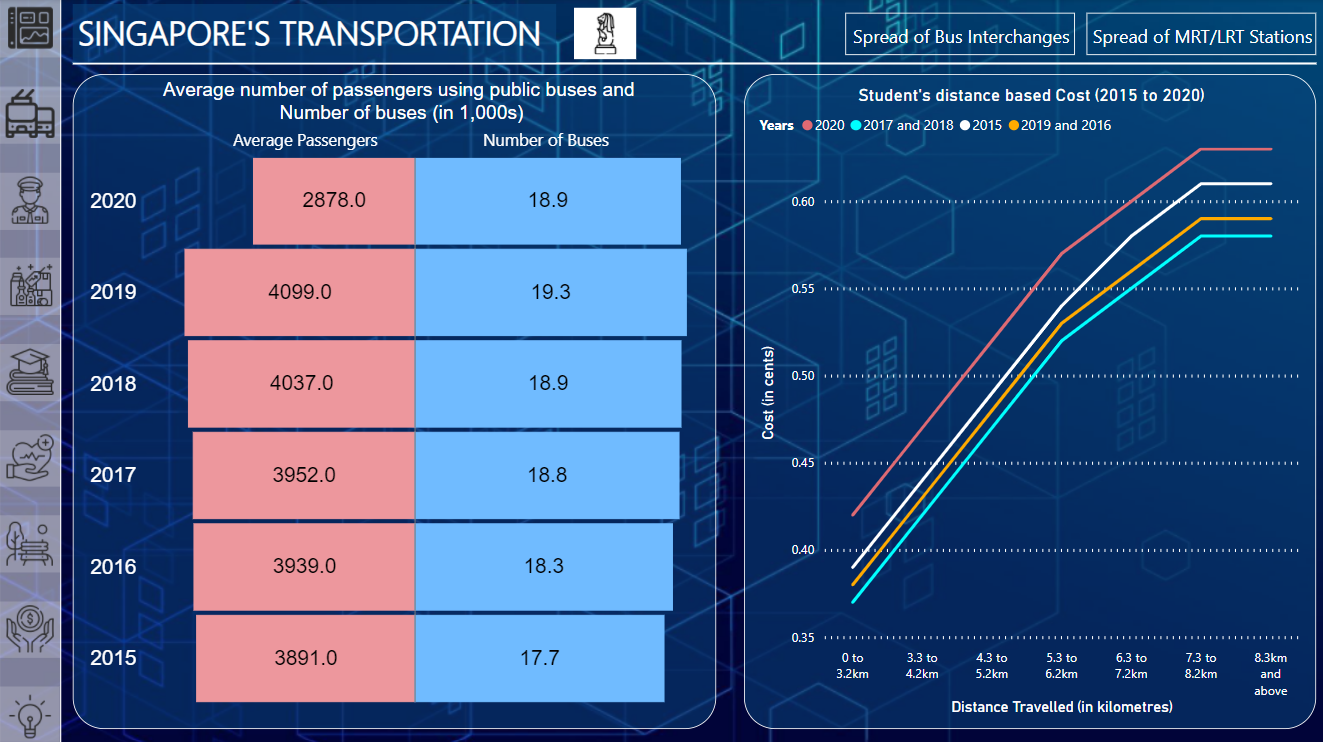 SINGAPORE'S TRANSPORTATION
Spread of Bus Interchanges
Spread of MRT/LRT Stations
Average number of passengers using public buses and
Number of buses (in 1,000s)
Average Passengers
Number of Buses
2020 2878.0 18.9
2019 4099.0 19.3
2018 4037.0 18.9
2017 3952.0 18.8
2016 3939.0 18.3
2015 3891.0 17.7
Student's distance based Cost (2015 to 2020)
Years 2020 2017 and 2018 2015 2019 and 2016
Cost (in cents)
0.60
0.55
0.50
0.45
0.40
0.35
0 to
3.2km
3.3 to
4.2km
4.3 to
5.2km
5.3 to
6.2km
6.3 to
7.2km
7.3 to
8.2km
8.3km
and
above
Distance Travelled (in kilometres)